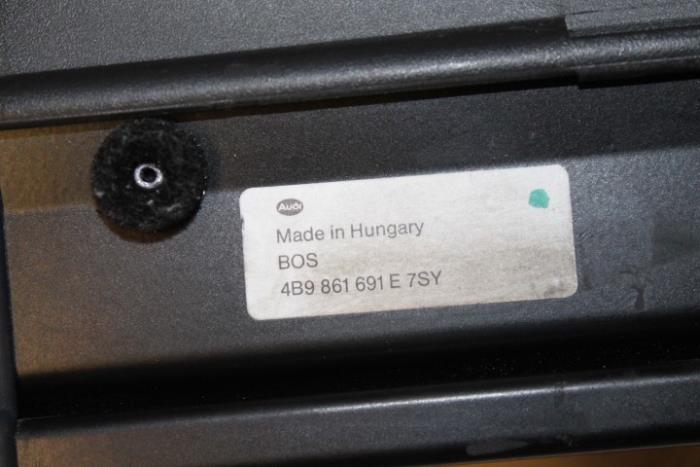 Audi
Made in Hungary
BOS
4B9 861 691 E 7SY